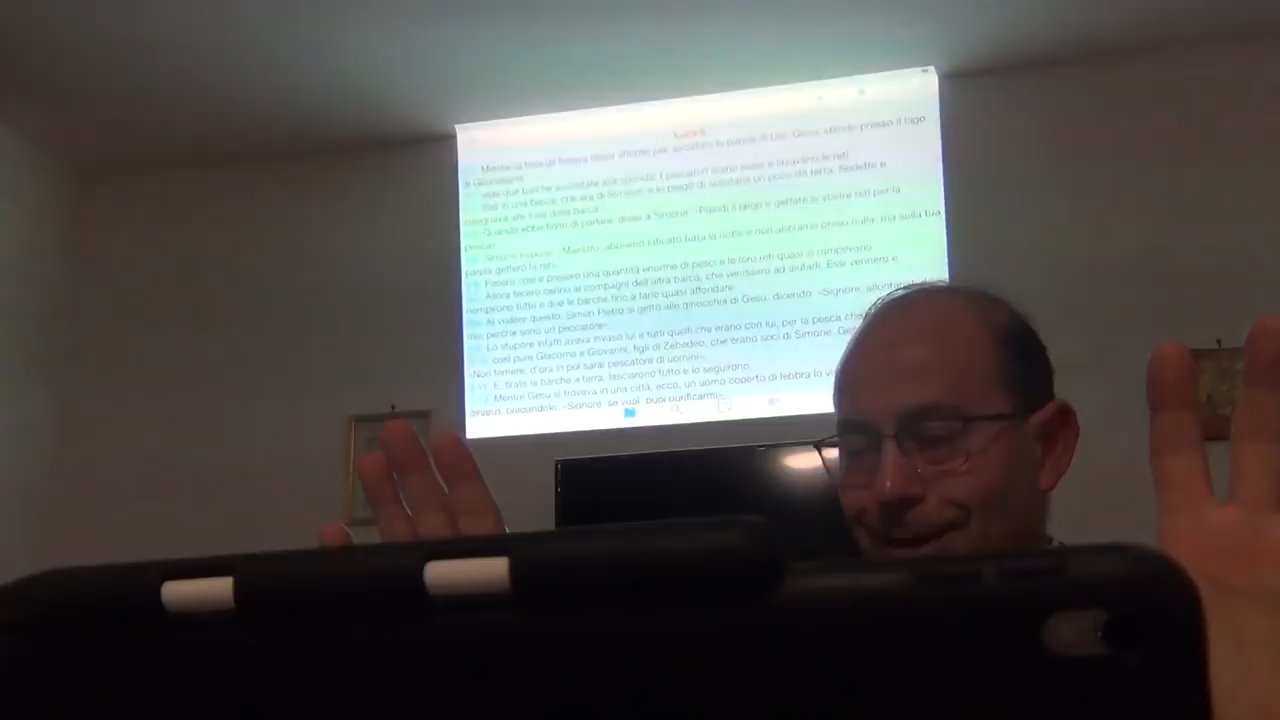 Mentre la folla gli faceva ressa attorno per ascoltare la parola di Dio, Gesù, stando presso il lago
di
vide due barche accostate alla sponda. I pescatori erano scesi e lavavano le reti
Salì in una barca, che era di Simone, e lo pregò di scostarsi un poco da terra. Sedette e
insegnava alle folle dalla barca.
Quando ebbe finito di parlare, disse a Simone: «Prendi il largo e gettate le vostre reti per la
pesca».
Simone rispose: «Maestro, abbiamo faticato tutta la notte e non abbiamo preso nulla; ma sulla tua
parola getterò le reti».
Fecero così e presero una quantità enorme di pesci e le loro reti quasi si rompevano
Allora fecero cenno ai compagni dell'altra barca, che venissero ad aiutarli. Essi vennero e
riempirono tutte e due le barche fino a farle quasi affondare.
Al vedere questo, Simon Pietro si gettò alle ginocchia di Gesù, dicendo: «Signore,
me, perché sono un peccatore».
Lo stupore infatti aveva invaso lui e tutti quelli che erano con lui, per la pesca che
così pure Giacomo e Giovanni, figli di Zebedeo, che erano soci di Simone.
«Non temere; d'ora in poi sarai pescatore di uomini».
E, tirate le barche a terra, lasciarono tutto e lo seguirono.
Mentre Gesù si trovava in una città, ecco, un uomo coperto di lebbra lo
dinanzi, pregandolo: «Signore, se vuoi, puoi purificarmi».